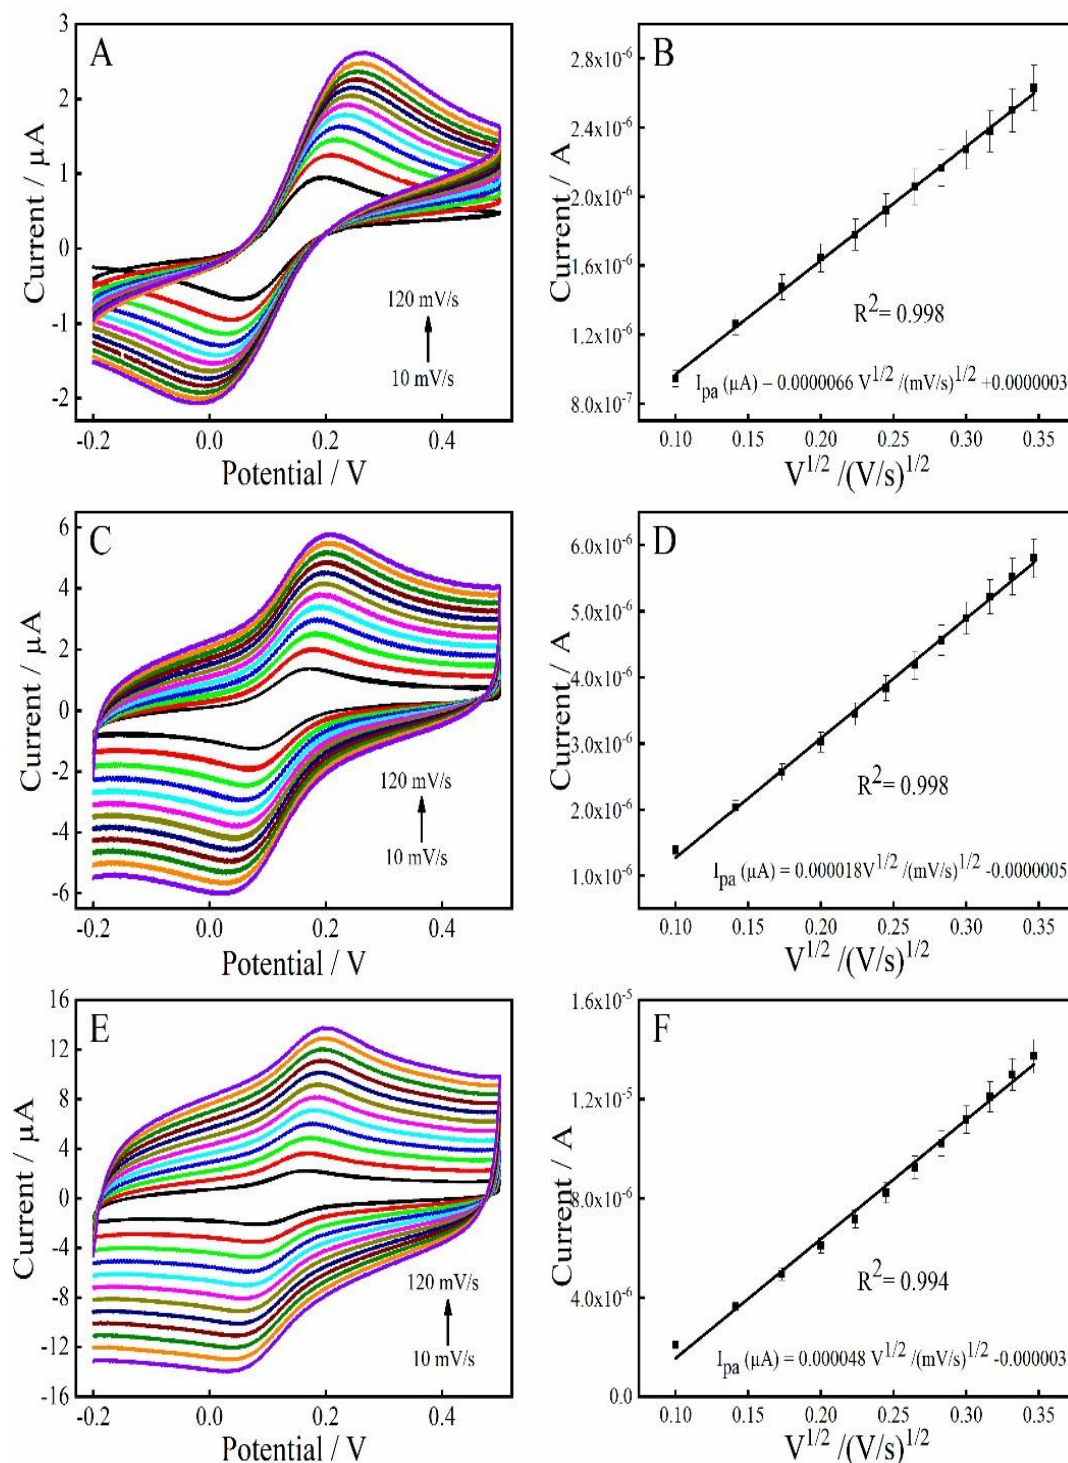 A
Current / μA
3
2
1
0
-1
-2
120 mV/s
10 mV/s
-0.2 0.0 0.2 0.4
Potential / V
B
Current / A
2.8x10⁻⁶
2.4x10⁻⁶
2.0x10⁻⁶
1.6x10⁻⁶
1.2x10⁻⁶
8.0x10⁻⁷
R²= 0.998
Ipa (μA) – 0.0000066 V^1/2 /(mV/s)^1/2 +0.0000003
0.10 0.15 0.20 0.25 0.30 0.35
V^1/2 /(V/s)^1/2
C
Current / μA
6
4
2
0
-2
-4
-6
120 mV/s
10 mV/s
-0.2 0.0 0.2 0.4
Potential / V
D
Current / A
6.0x10⁻⁶
5.0x10⁻⁶
4.0x10⁻⁶
3.0x10⁻⁶
2.0x10⁻⁶
1.0x10⁻⁶
R²= 0.998
Ipa (μA) = 0.000018V^1/2 /(mV/s)^1/2 -0.0000005
0.10 0.15 0.20 0.25 0.30 0.35
V^1/2 /(V/s)^1/2
E
Current / μA
16
12
8
4
0
-4
-8
-12
-16
120 mV/s
10 mV/s
-0.2 0.0 0.2 0.4
Potential / V
F
Current / A
1.6x10⁻⁵
1.2x10⁻⁵
8.0x10⁻⁶
4.0x10⁻⁶
0.0
R²= 0.994
Ipa (μA) = 0.000048 V^1/2 /(mV/s)^1/2 -0.000003
0.10 0.15 0.20 0.25 0.30 0.35
V^1/2 /(V/s)^1/2